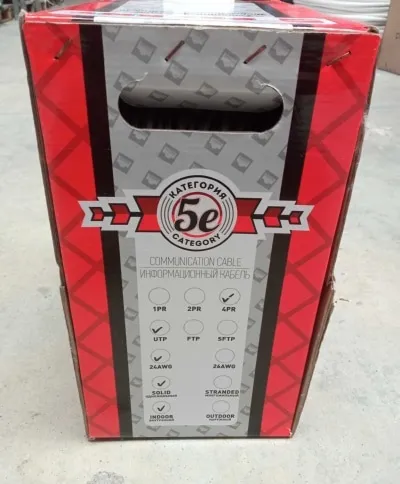 КАТЕГОРИЯ
5e
CATEGORY
COMMUNICATION CABLE
ИНФОРМАЦИОННЫЙ КАБЕЛЬ
1PR 2PR 4PR
UTP FTP SFTP
24AWG 26AWG
SOLID STRANDED
INDOOR OUTDOOR